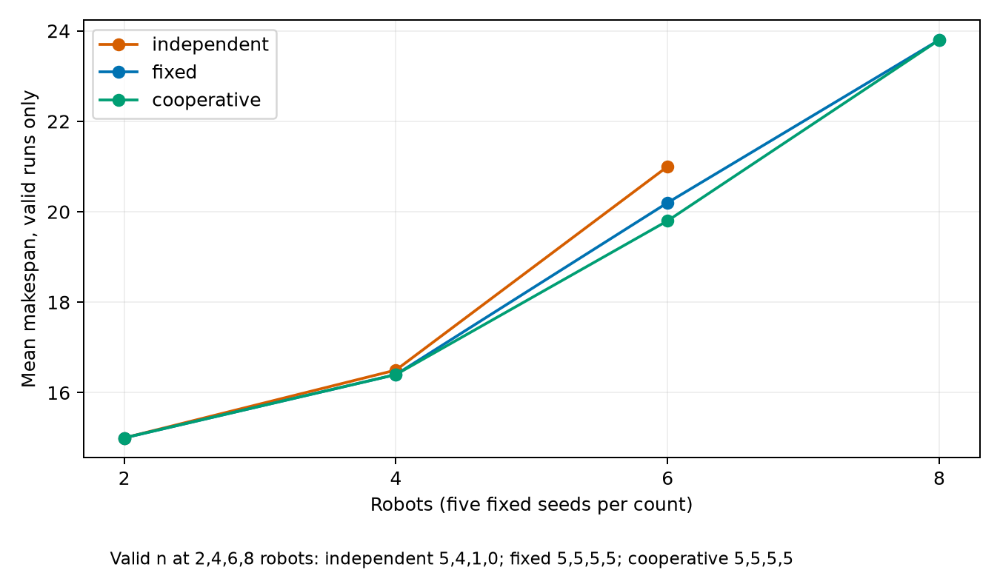 independent
fixed
cooperative
24
22
20
18
16
Mean makespan, valid runs only
2 4 6 8
Robots (five fixed seeds per count)
Valid n at 2,4,6,8 robots: independent 5,4,1,0; fixed 5,5,5,5; cooperative 5,5,5,5